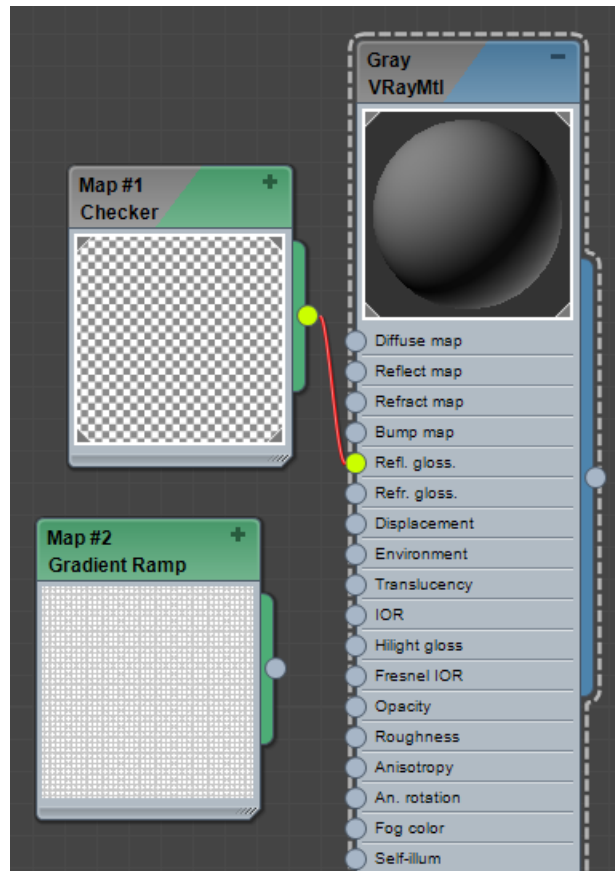 Gray
VRayMtl
Map #1
Checker
Diffuse map
Reflect map
Refract map
Bump map
Refl. gloss.
Refr. gloss.
Displacement
Environment
Translucency
IOR
Hilight gloss
Fresnel IOR
Opacity
Roughness
Anisotropy
An. rotation
Fog color
Self-illum
Map #2
Gradient Ramp